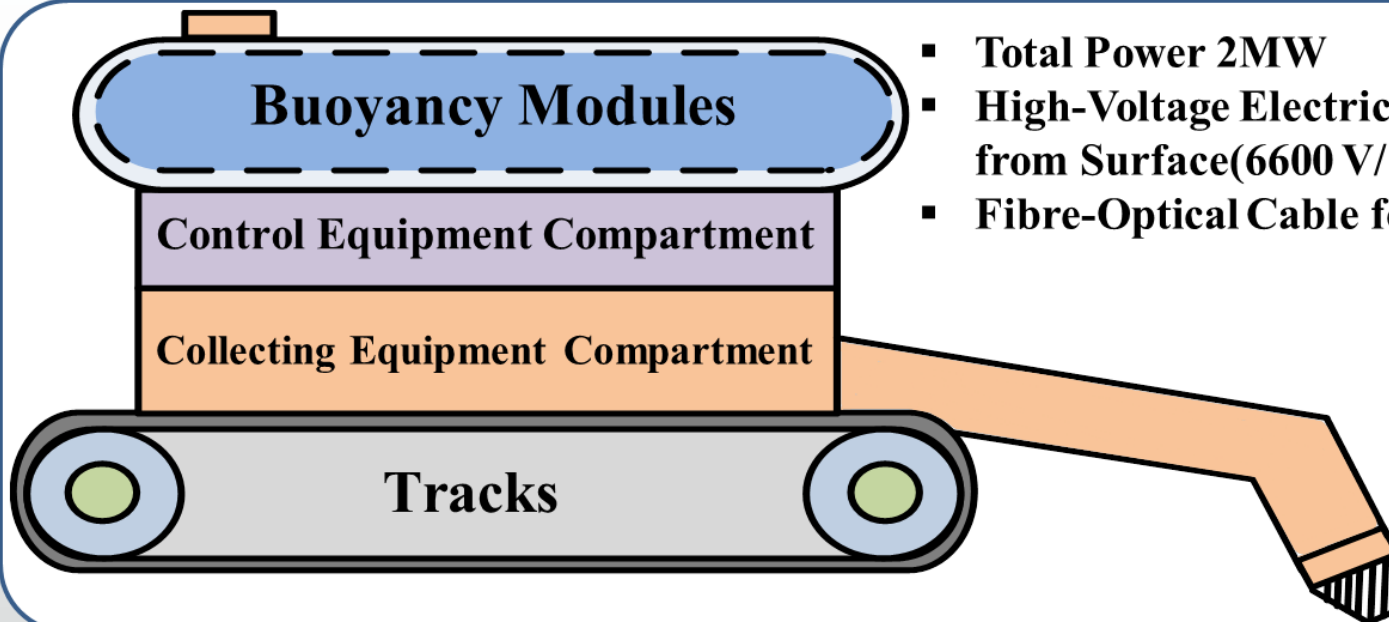 Buoyancy Modules
Control Equipment Compartment
Collecting Equipment Compartment
Tracks
▪ Total Power 2MW
▪ High-Voltage Electric
from Surface(6600 V/
▪ Fibre-Optical Cable